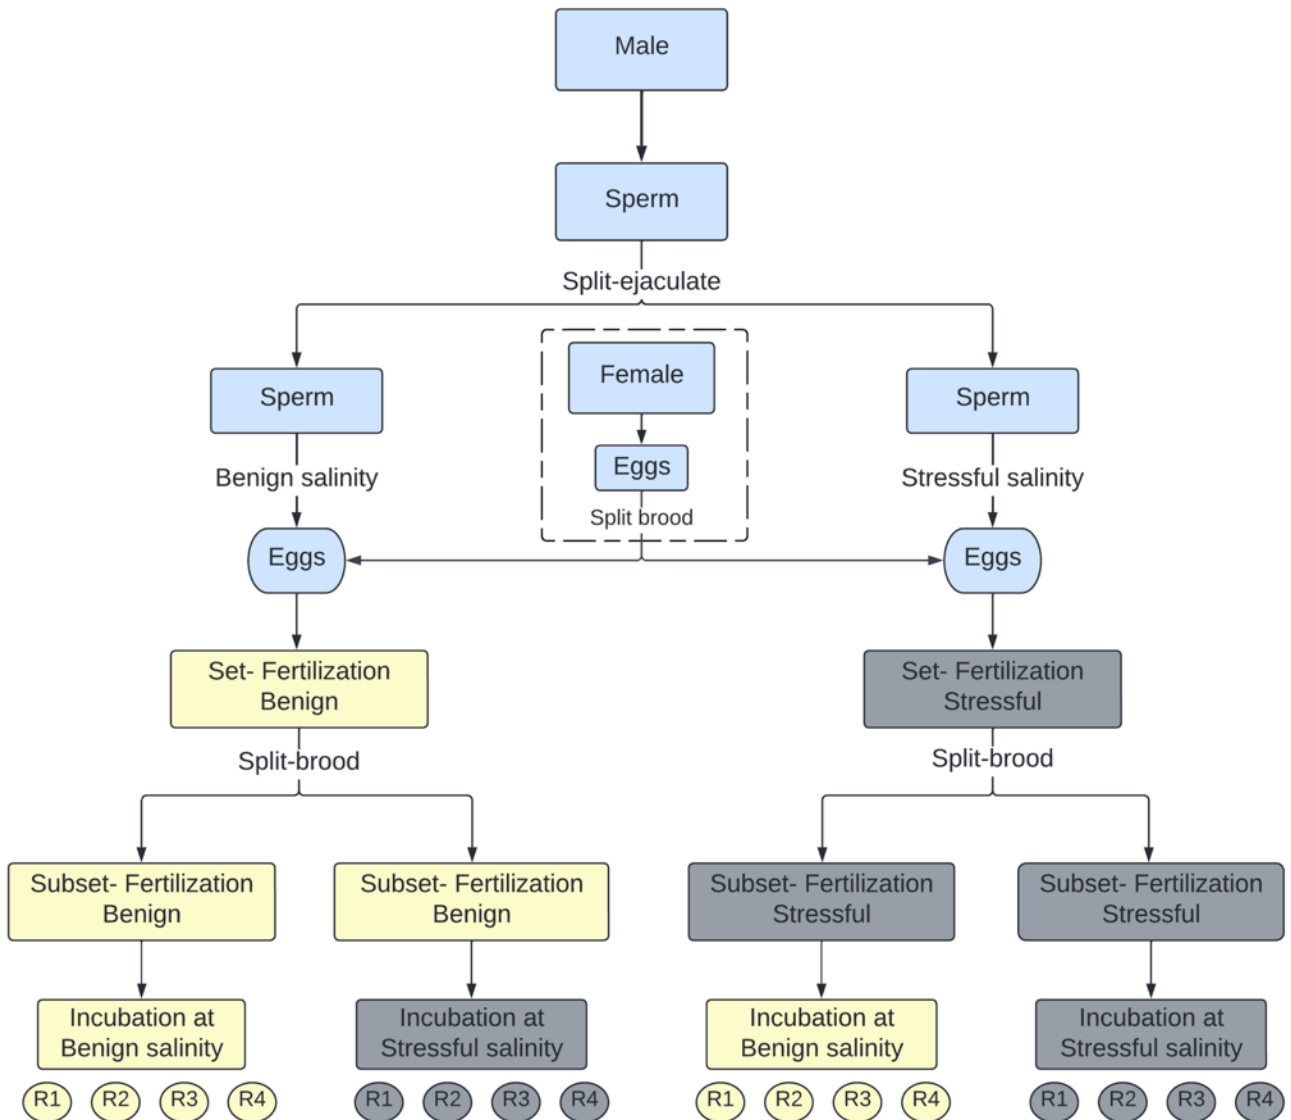 Male
Sperm
Split-ejaculate
Female
Sperm
Sperm
Eggs
Benign salinity
Stressful salinity
Split brood
Eggs
Eggs
Set- Fertilization
Benign
Set- Fertilization
Stressful
Split-brood
Split-brood
Subset- Fertilization
Benign
Subset- Fertilization
Benign
Subset- Fertilization
Stressful
Subset- Fertilization
Stressful
Incubation at
Benign salinity
Incubation at
Stressful salinity
Incubation at
Benign salinity
Incubation at
Stressful salinity
R1 R2 R3 R4
R1 R2 R3 R4
R1 R2 R3 R4
R1 R2 R3 R4